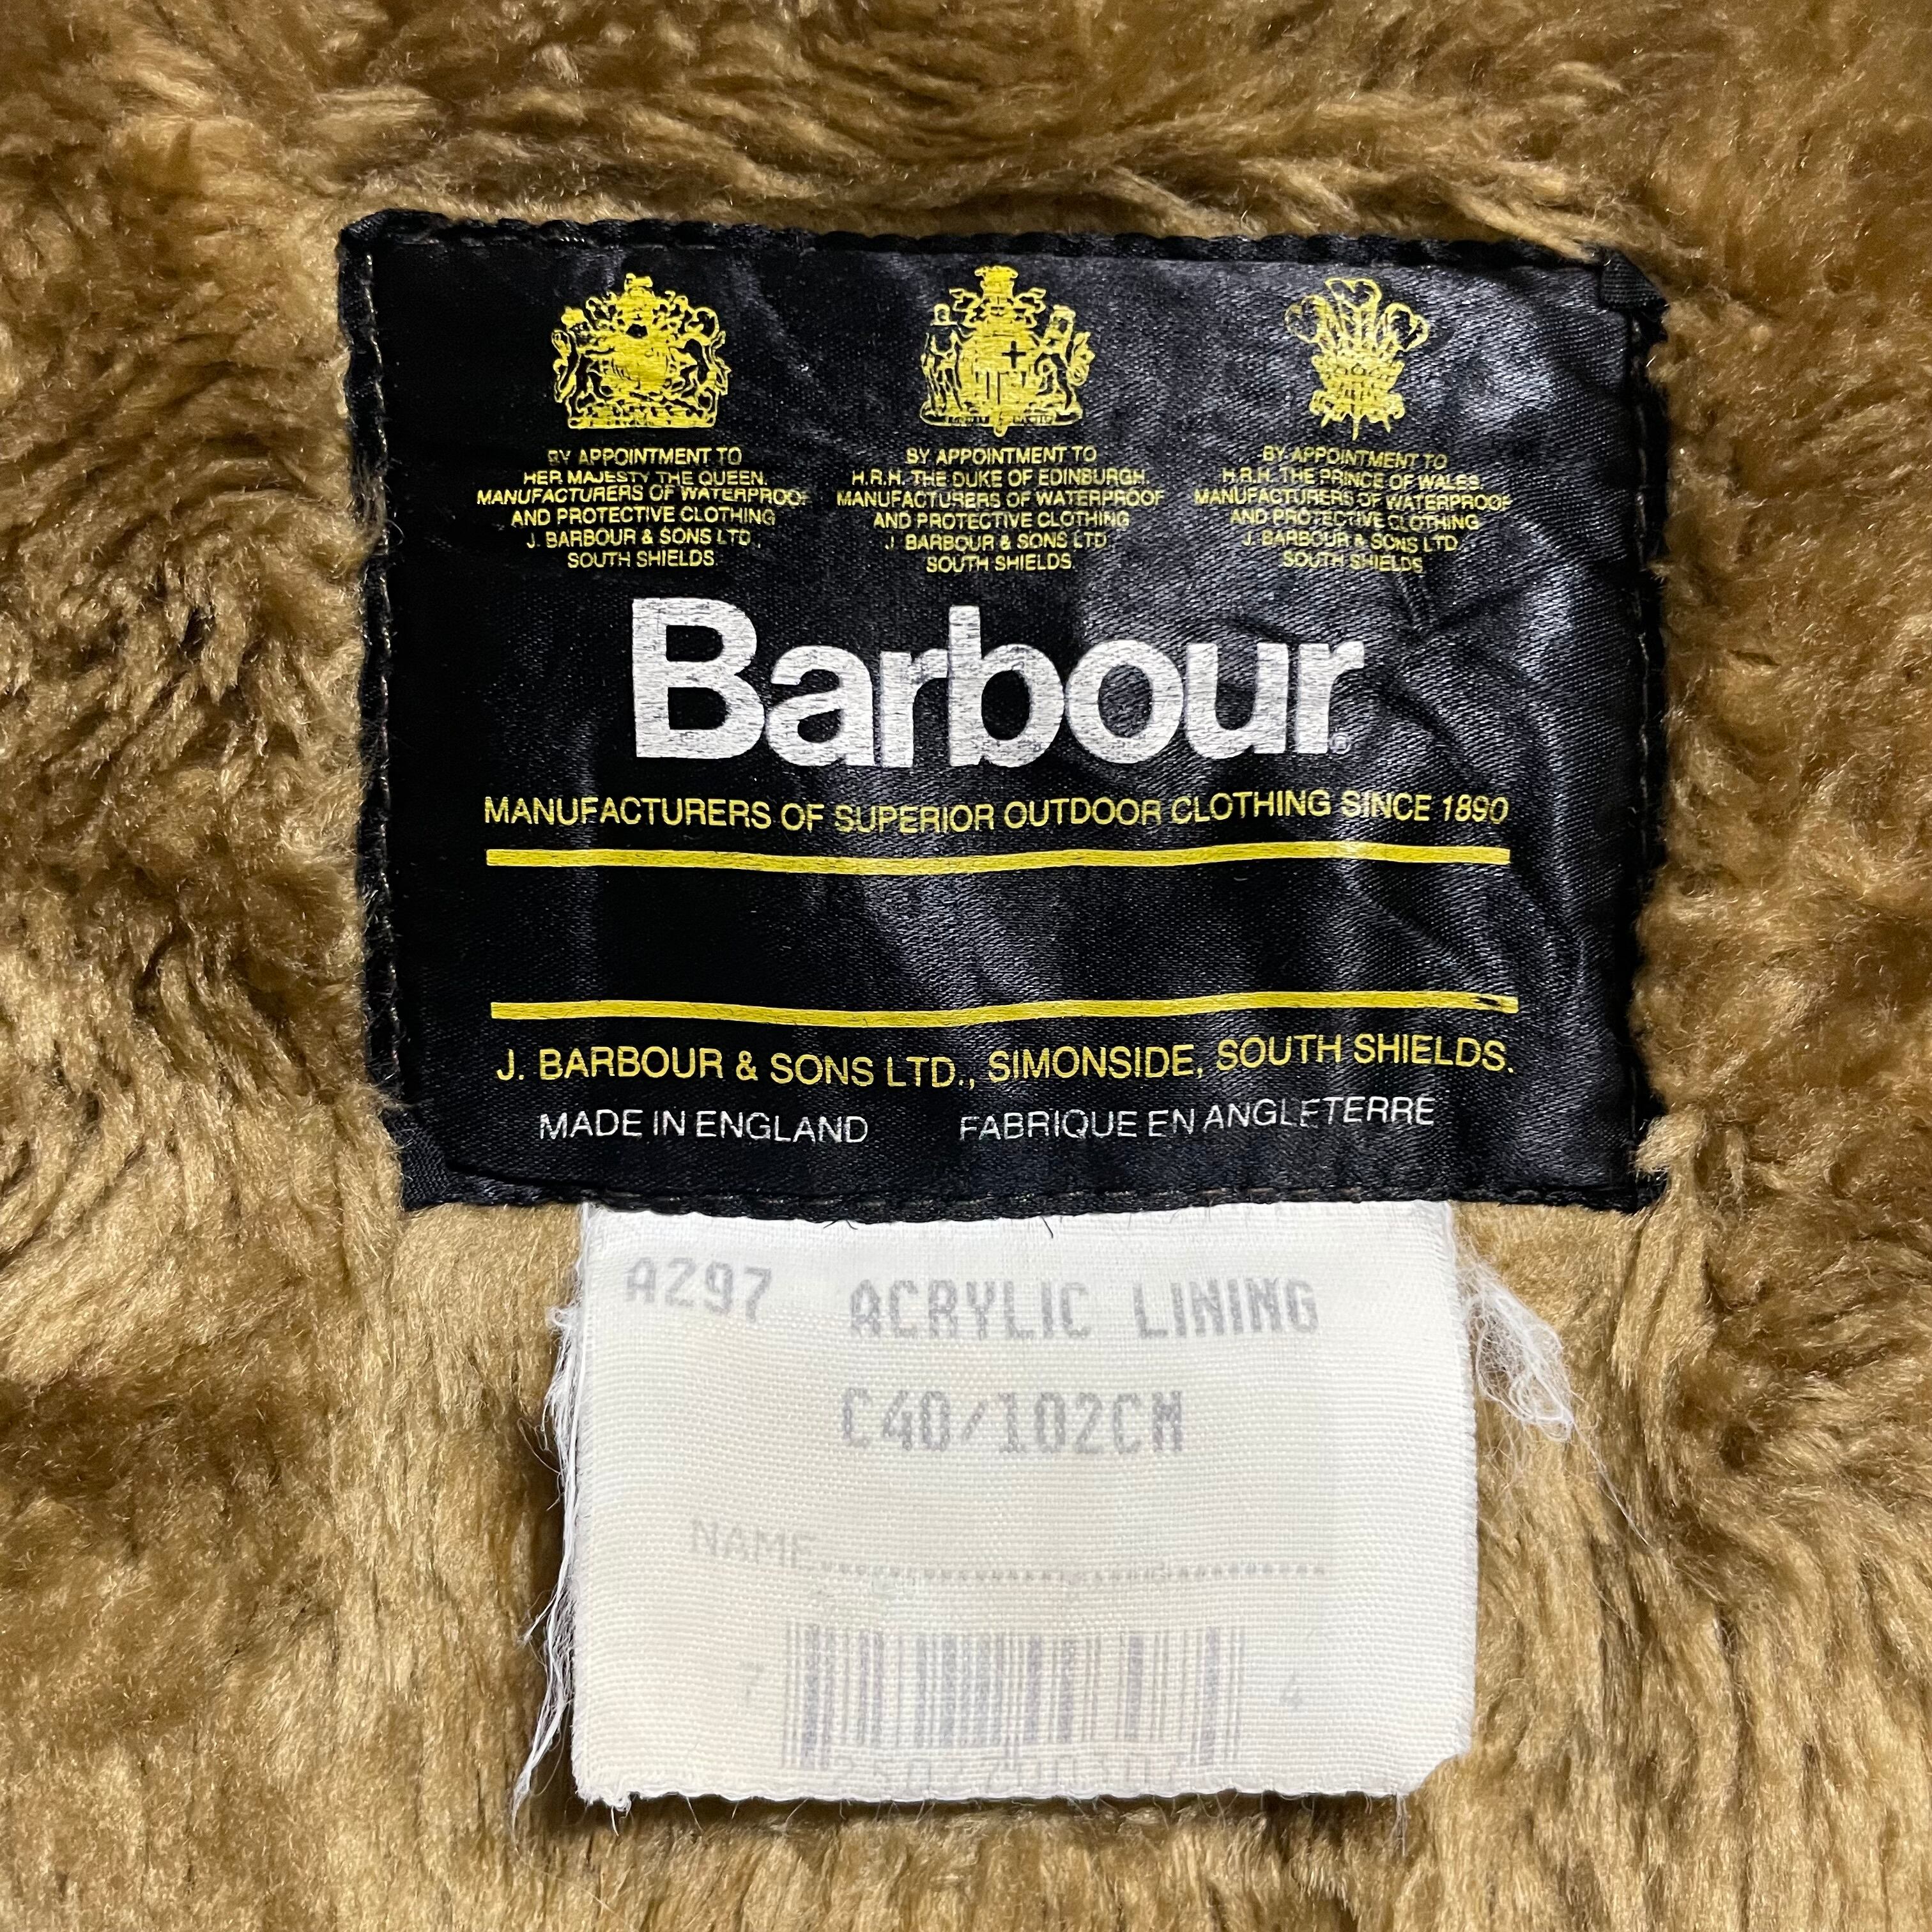 BY APPOINTMENT TO
HER MAJESTY THE QUEEN.
MANUFACTURERS OF WATERPROOF
AND PROTECTIVE CLOTHING
J. BARBOUR & SONS LTD.,
SOUTH SHIELDS.
BY APPOINTMENT TO
H.R.H. THE DUKE OF EDINBURGH.
MANUFACTURERS OF WATERPROOF
AND PROTECTIVE CLOTHING
J. BARBOUR & SONS LTD.
SOUTH SHIELDS.
BY APPOINTMENT TO
H.R.H. THE PRINCE OF WALES.
MANUFACTURERS OF WATERPROOF
AND PROTECTIVE CLOTHING
J. BARBOUR & SONS LTD.
SOUTH SHIELDS.
Barbour®
MANUFACTURERS OF SUPERIOR OUTDOOR CLOTHING SINCE 1890
J. BARBOUR & SONS LTD., SIMONSIDE, SOUTH SHIELDS.
MADE IN ENGLAND FABRIQUE EN ANGLETERRE
A297 ACRYLIC LINING
C40/102CM
NAME....................
7 4